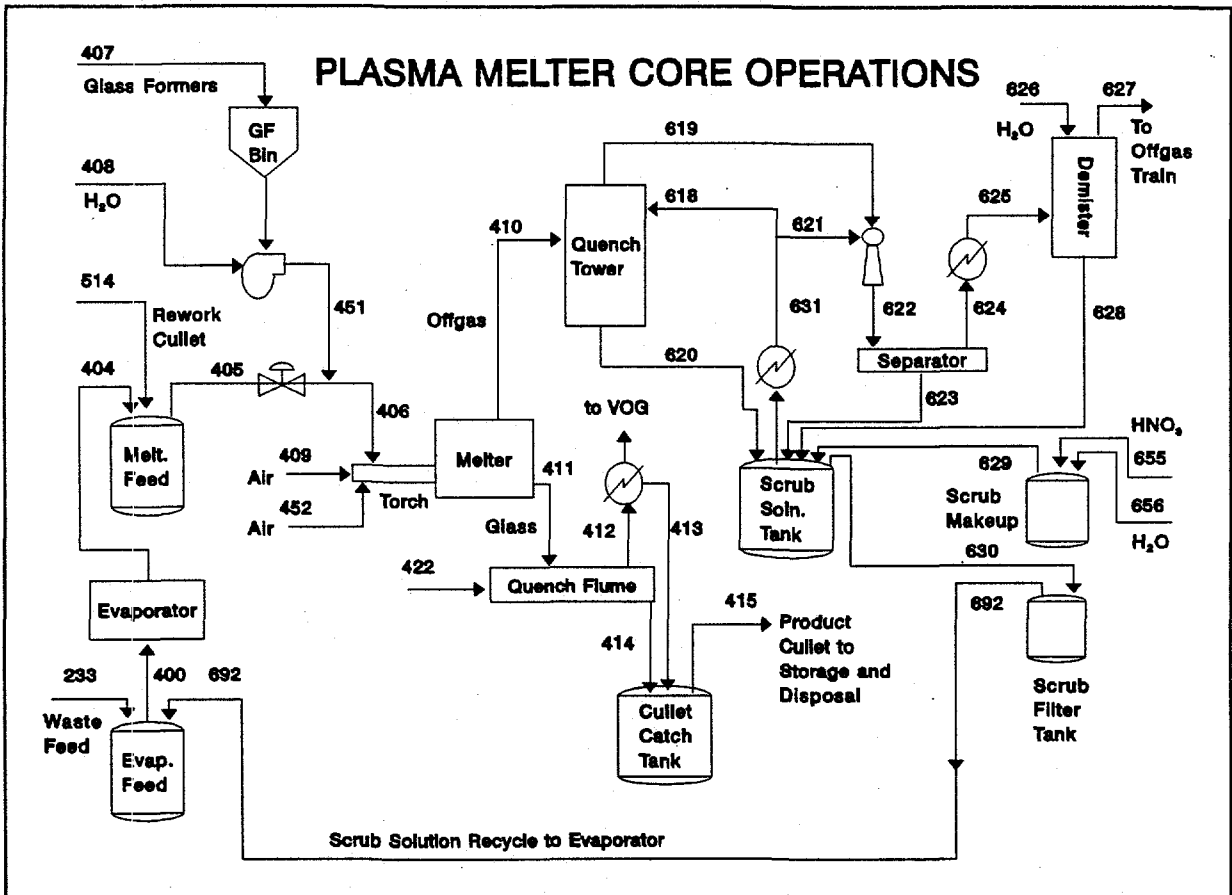 PLASMA MELTER CORE OPERATIONS
407
Glass Formers
GF
Bin
408
H₂O
514
Rework
Cullet
451
404
405
406
Melt.
Feed
409
Air
452
Air
Torch
Melter
410
Offgas
411
Glass
422
Quench Flume
412
to VOG
413
414
415
Product
Cullet to
Storage and
Disposal
Cullet
Catch
Tank
Evaporator
233
400
692
Waste
Feed
Evap.
Feed
619
618
Quench
Tower
621
620
631
622
Separator
623
624
625
626
H₂O
627
To
Offgas
Train
Demister
628
Scrub
Soln.
Tank
629
Scrub
Makeup
HNO₃
655
656
H₂O
630
692
Scrub
Filter
Tank
Scrub Solution Recycle to Evaporator